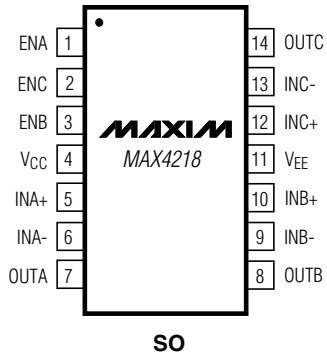 ENA 1
ENC 2
ENB 3
VCC 4
INA+ 5
INA- 6
OUTA 7
MAXIM
MAX4218
14 OUTC
13 INC-
12 INC+
11 VEE
10 INB+
9 INB-
8 OUTB
SO